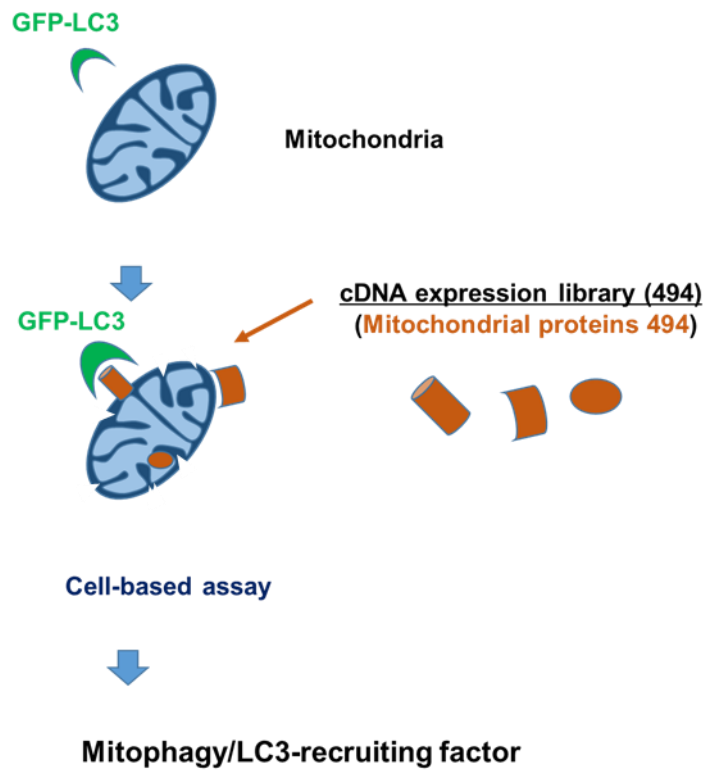 GFP-LC3
Mitochondria
cDNA expression library (494)
(Mitochondrial proteins 494)
GFP-LC3
Cell-based assay
Mitophagy/LC3-recruiting factor